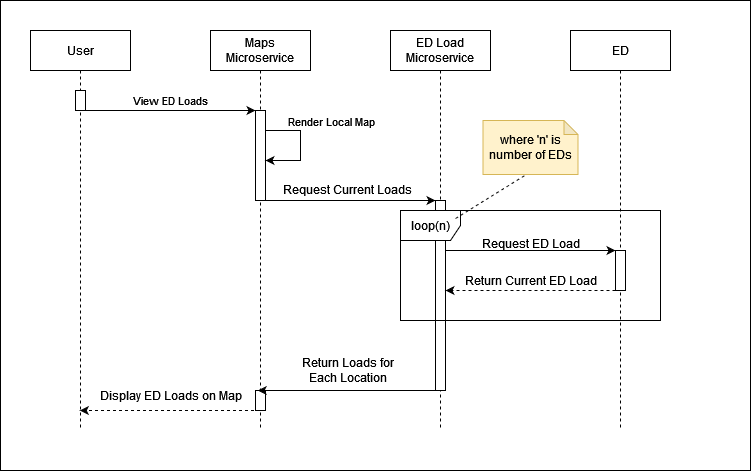 User
Maps
Microservice
ED Load
Microservice
ED
View ED Loads
Render Local Map
where 'n' is
number of EDs
Request Current Loads
loop(n)
Request ED Load
Return Current ED Load
Return Loads for
Each Location
Display ED Loads on Map